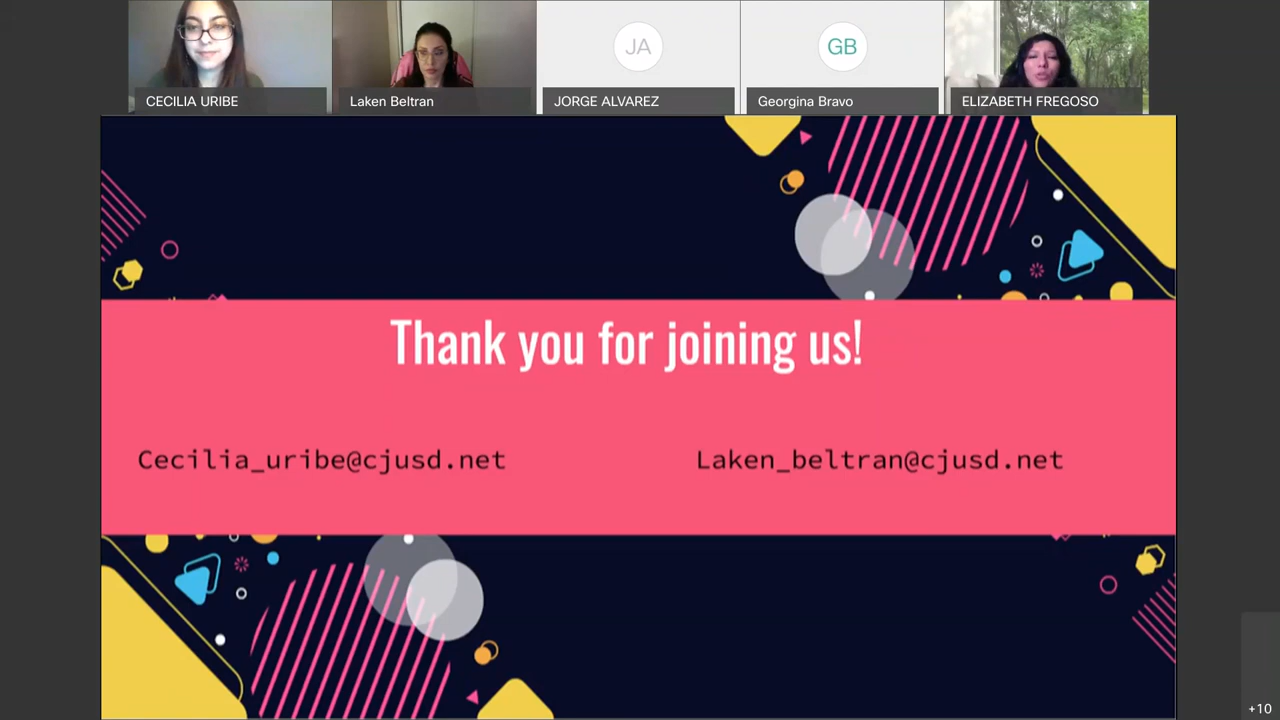 JA
GB
CECILIA URIBE
Laken Beltran
JORGE ALVAREZ
Georgina Bravo
ELIZABETH FREGOSO
Thank you for joining us!
Cecilia_uribe@cjusd.net
Laken_beltran@cjusd.net
+10